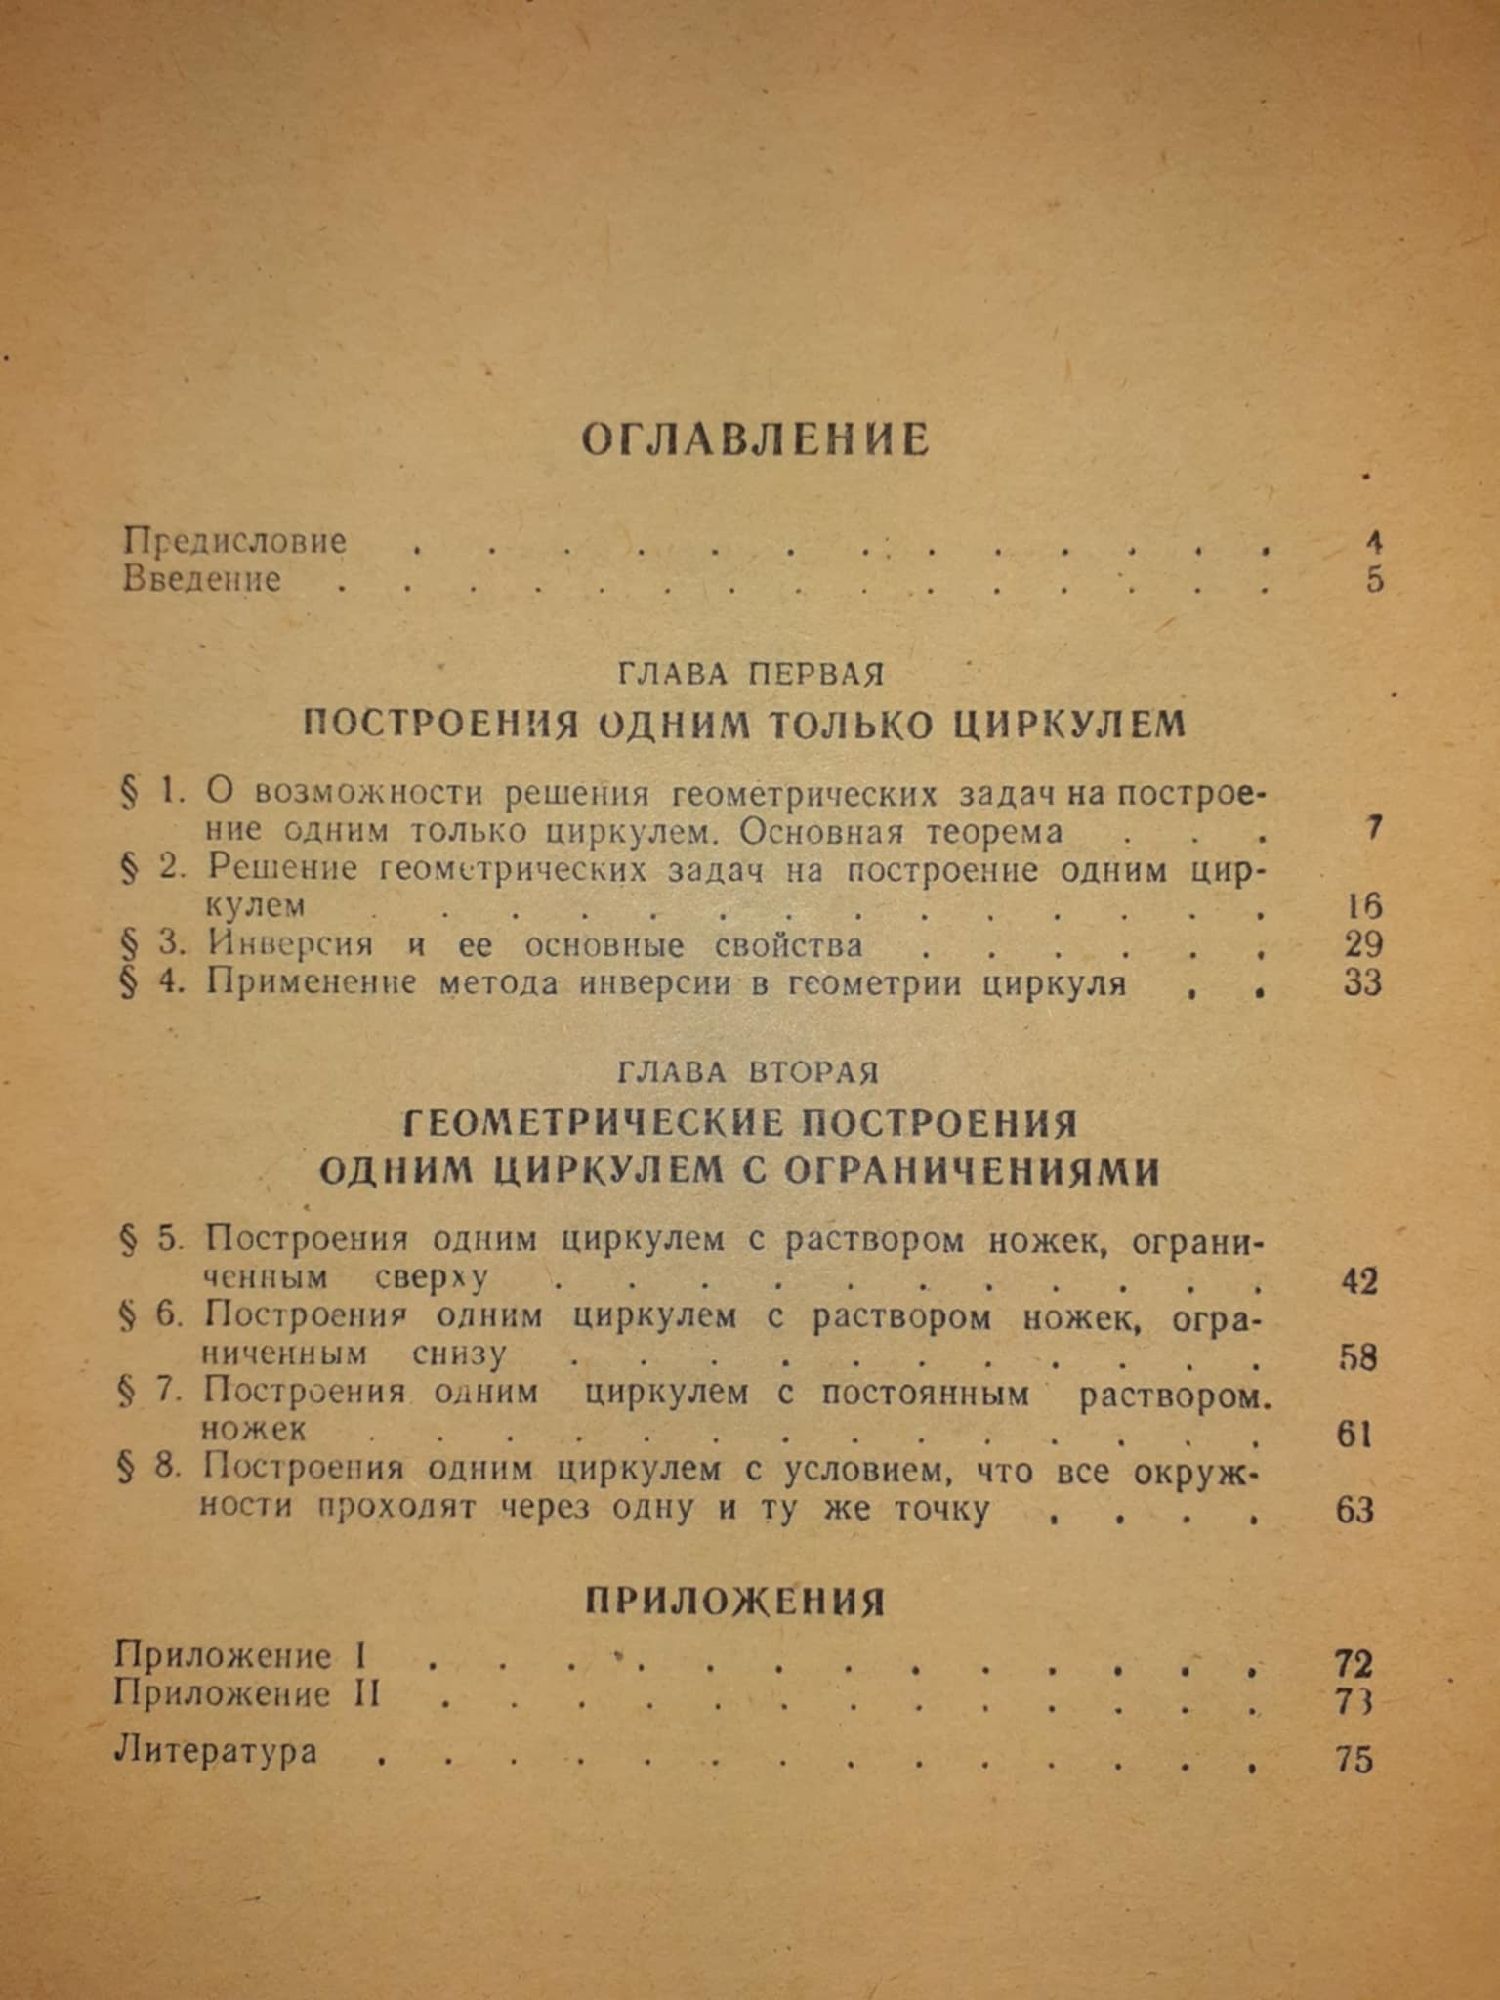 ОГЛАВЛЕНИЕ
Предисловие . . . . . . . . . . . . . 4
Введение . . . . . . . . . . . . . . . 5
ГЛАВА ПЕРВАЯ
ПОСТРОЕНИЯ ОДНИМ ТОЛЬКО ЦИРКУЛЕМ
§ 1. О возможности решения геометрических задач на построе-
ние одним только циркулем. Основная теорема . . . 7
§ 2. Решение геометрических задач на построение одним цир-
кулем . . . . . . . . . . . . . . 16
§ 3. Инверсия и ее основные свойства . . . . . . 29
§ 4. Применение метода инверсии в геометрии циркуля . . 33
ГЛАВА ВТОРАЯ
ГЕОМЕТРИЧЕСКИЕ ПОСТРОЕНИЯ
ОДНИМ ЦИРКУЛЕМ С ОГРАНИЧЕНИЯМИ
§ 5. Построения одним циркулем с раствором ножек, ограни-
ченным сверху . . . . . . . . . . . 42
§ 6. Построения одним циркулем с раствором ножек, огра-
ниченным снизу . . . . . . . . . . . 58
§ 7. Построения одним циркулем с постоянным раствором.
ножек . . . . . . . . . . . . . . 61
§ 8. Построения одним циркулем с условием, что все окруж-
ности проходят через одну и ту же точку . . . . 63
ПРИЛОЖЕНИЯ
Приложение I . . . . . . . . . . . . . 72
Приложение II . . . . . . . . . . . . . 73
Литература . . . . . . . . . . . . . . 75